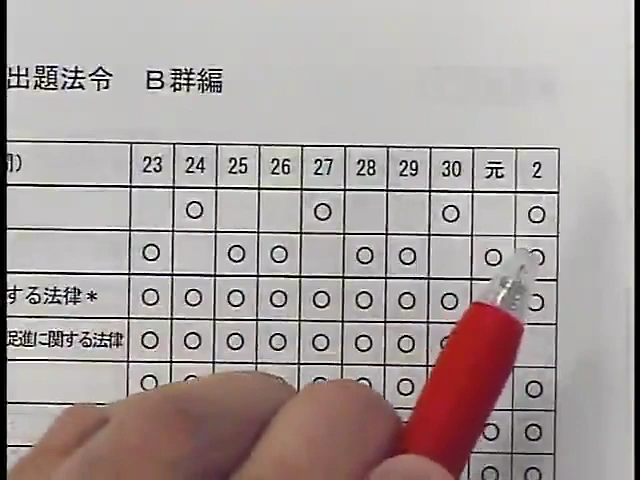 出題法令 B群編
23 24 25 26 27 28 29 30 元 2
○ ○ ○ ○
○ ○ ○ ○ ○ ○ ○
する法律* ○ ○ ○ ○ ○ ○ ○ ○ ○
促進に関する法律 ○ ○ ○ ○ ○ ○ ○ ○
○ ○ ○
○ ○
○ ○